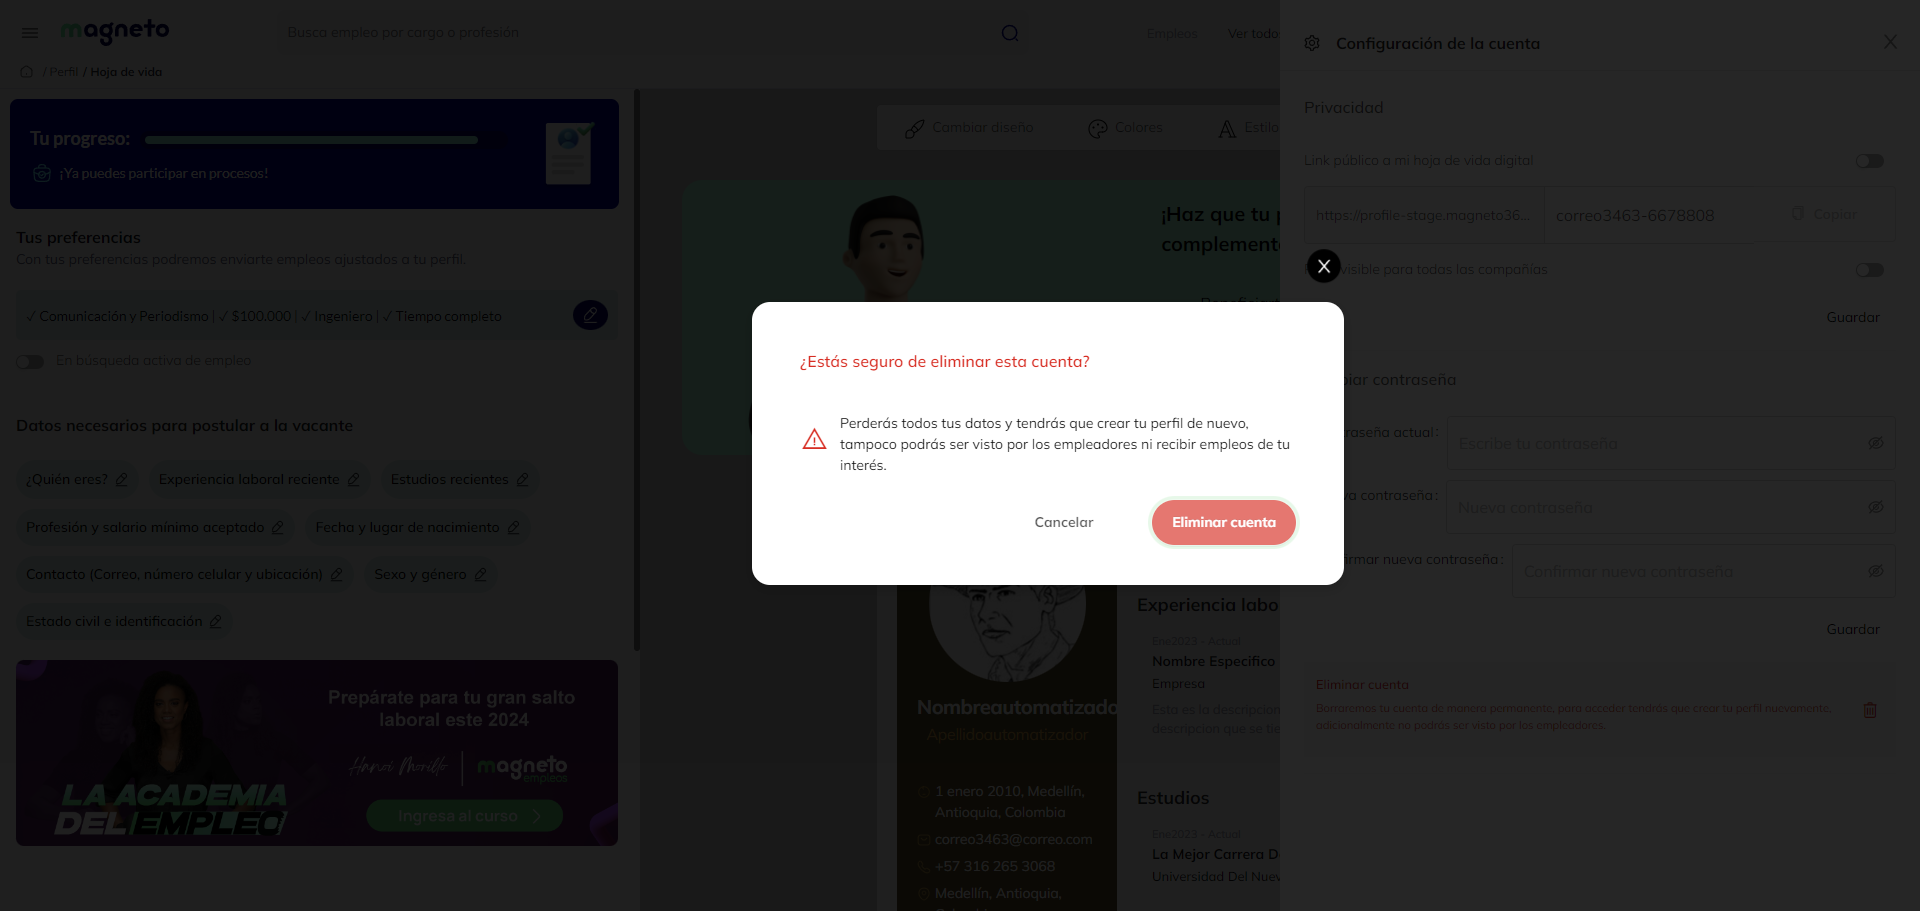 magneto
Busca empleo por cargo o profesión
Empleos
Ver todo
/ Perfil / Hoja de vida
Tu progreso:
¡Ya puedes participar en procesos!
Tus preferencias
Con tus preferencias podremos enviarte empleos ajustados a tu perfil.
✓ Comunicación y Periodismo | ✓ $100.000 | ✓ Ingeniero | ✓ Tiempo completo
En búsqueda activa de empleo
Datos necesarios para postular a la vacante
¿Quién eres?
Experiencia laboral reciente
Estudios recientes
Profesión y salario mínimo aceptado
Fecha y lugar de nacimiento
Contacto (Correo, número celular y ubicación)
Sexo y género
Estado civil e identificación
Prepárate para tu gran salto
laboral este 2024
magneto
empleos
LA ACADEMIA
DEL EMPLEO
Ingresa al curso
Cambiar diseño
Colores
Estilo
¡Haz que tu
complement
¿Estás seguro de eliminar esta cuenta?
Perderás todos tus datos y tendrás que crear tu perfil de nuevo,
tampoco podrás ser visto por los empleadores ni recibir empleos de tu
interés.
Cancelar
Eliminar cuenta
Nombreautomatizado
Apellidoautomatizador
1 enero 2010, Medellín,
Antioquia, Colombia
correo3463@correo.com
+57 316 265 3068
Medellín, Antioquia,
Experiencia labo
Ene2023 - Actual
Nombre Especifico
Empresa
Esta es la descripcion
descripcion que se
Estudios
Ene2023 - Actual
La Mejor Carrera D
Universidad Del Nuev
Configuración de la cuenta
Privacidad
Link público a mi hoja de vida digital
https://profile-stage.magneto36...
correo3463-6678808
Copiar
visible para todas las compañías
Guardar
iar contraseña
raseña actual:
Escribe tu contraseña
va contraseña:
Nueva contraseña
irmar nueva contraseña:
Confirmar nueva contraseña
Guardar
Eliminar cuenta
Borraremos tu cuenta de manera permanente, para acceder tendrás que crear tu perfil nuevamente,
adicionalmente no podrás ser visto por los empleadores.